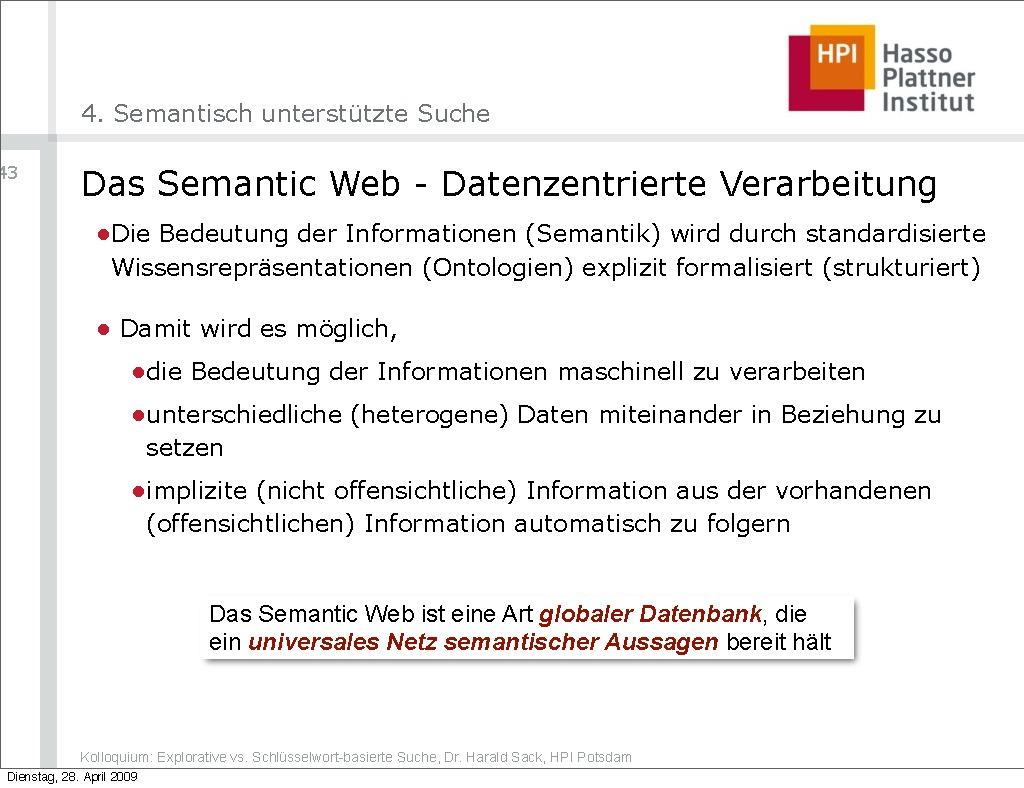 HPI Hasso
Plattner
Institut
4. Semantisch unterstützte Suche
43
Das Semantic Web - Datenzentrierte Verarbeitung
●Die Bedeutung der Informationen (Semantik) wird durch standardisierte
Wissensrepräsentationen (Ontologien) explizit formalisiert (strukturiert)
● Damit wird es möglich,
●die Bedeutung der Informationen maschinell zu verarbeiten
●unterschiedliche (heterogene) Daten miteinander in Beziehung zu
setzen
●implizite (nicht offensichtliche) Information aus der vorhandenen
(offensichtlichen) Information automatisch zu folgern
Das Semantic Web ist eine Art globaler Datenbank, die
ein universales Netz semantischer Aussagen bereit hält
Kolloquium: Explorative vs. Schlüsselwort-basierte Suche, Dr. Harald Sack, HPI Potsdam
Dienstag, 28. April 2009